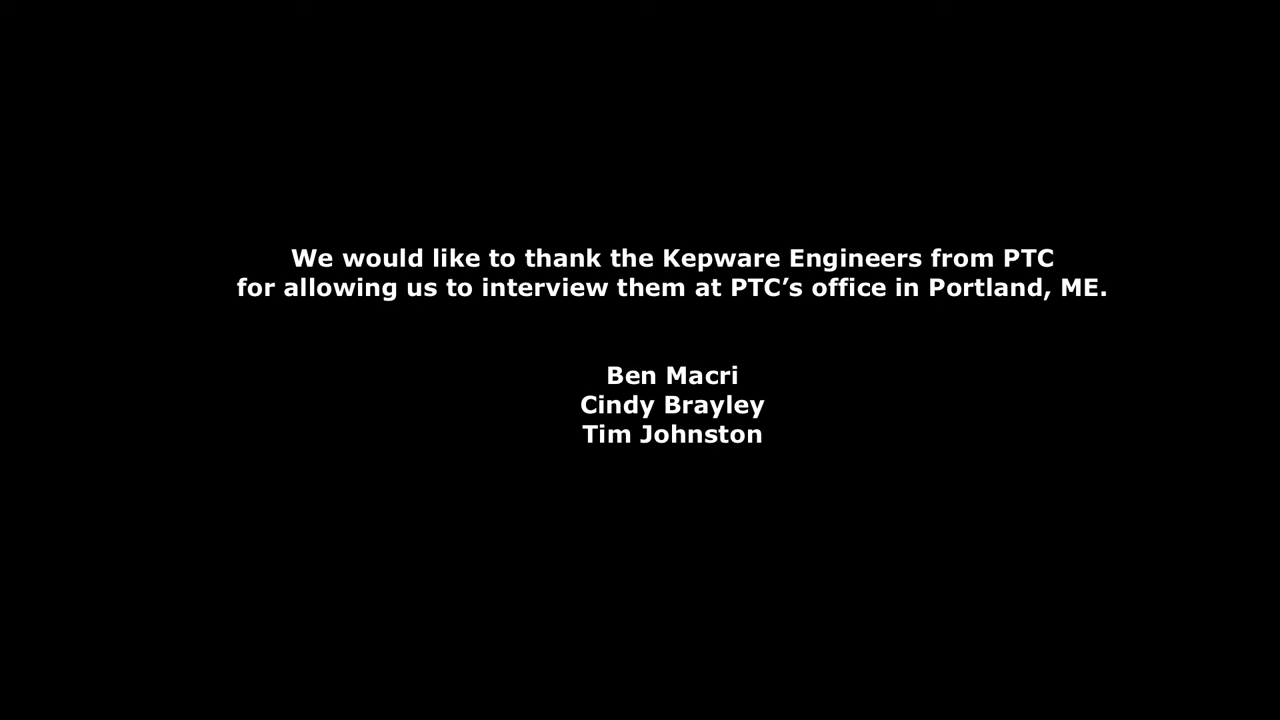 We would like to thank the Kepware Engineers from PTC
for allowing us to interview them at PTC’s office in Portland, ME.
Ben Macri
Cindy Brayley
Tim Johnston